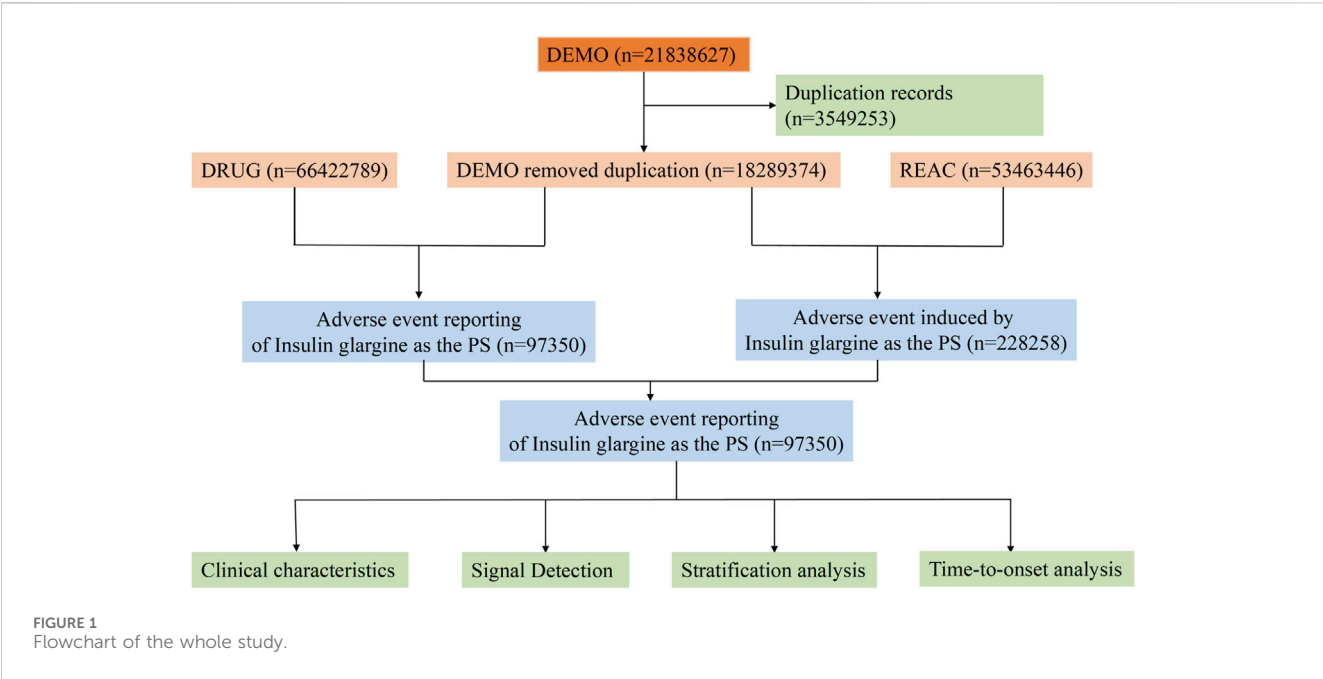 DEMO (n=21838627)
Duplication records
(n=3549253)
DRUG (n=66422789)
DEMO removed duplication (n=18289374)
REAC (n=53463446)
Adverse event reporting
of Insulin glargine as the PS (n=97350)
Adverse event induced by
Insulin glargine as the PS (n=228258)
Adverse event reporting
of Insulin glargine as the PS (n=97350)
Clinical characteristics
Signal Detection
Stratification analysis
Time-to-onset analysis
FIGURE 1
Flowchart of the whole study.